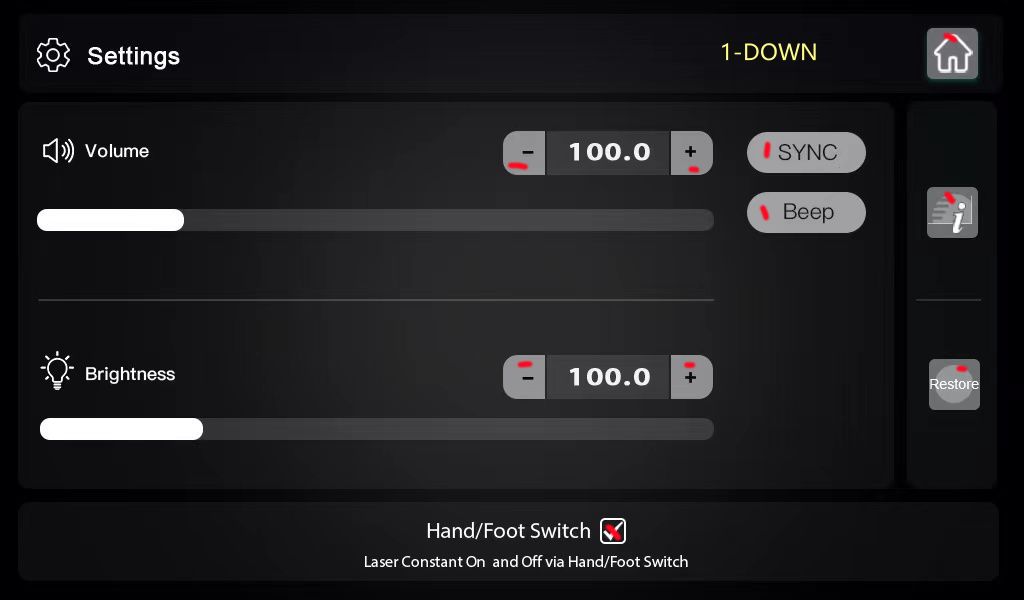 Settings
1-DOWN
Volume
- 100.0 +
SYNC
Beep
i
Brightness
- 100.0 +
Restore
Hand/Foot Switch
Laser Constant On and Off via Hand/Foot Switch